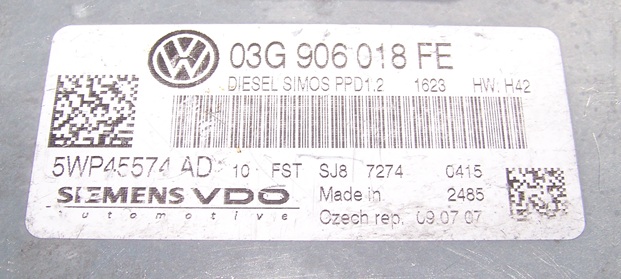 VW 03G 906 018 FE
DIESEL SIMOS PPD1.2 1623 HW: H42
5WP45574 AD 10 FST SJ8 7274 0415
SIEMENS VDO Made in 2485
automotive Czech rep. 09.07.07